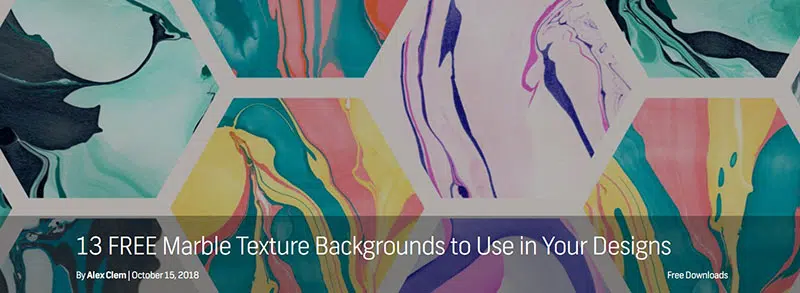 13 FREE Marble Texture Backgrounds to Use in Your Designs
By Alex Clem | October 15, 2018 Free Downloads